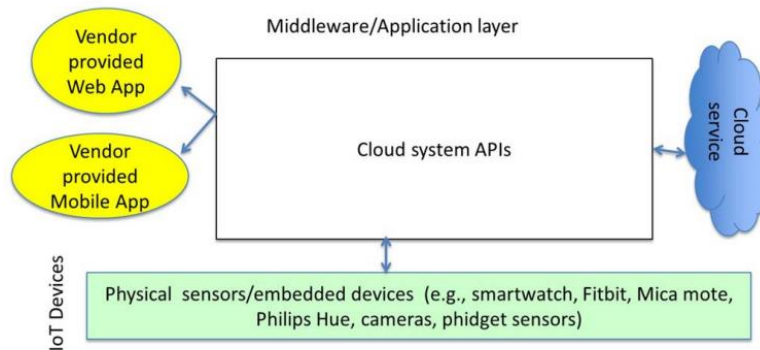 Middleware/Application layer
Vendor
provided
Web App
Vendor
provided
Mobile App
Cloud system APIs
Cloud
service
IoT Devices
Physical sensors/embedded devices (e.g., smartwatch, Fitbit, Mica mote,
Philips Hue, cameras, phidget sensors)